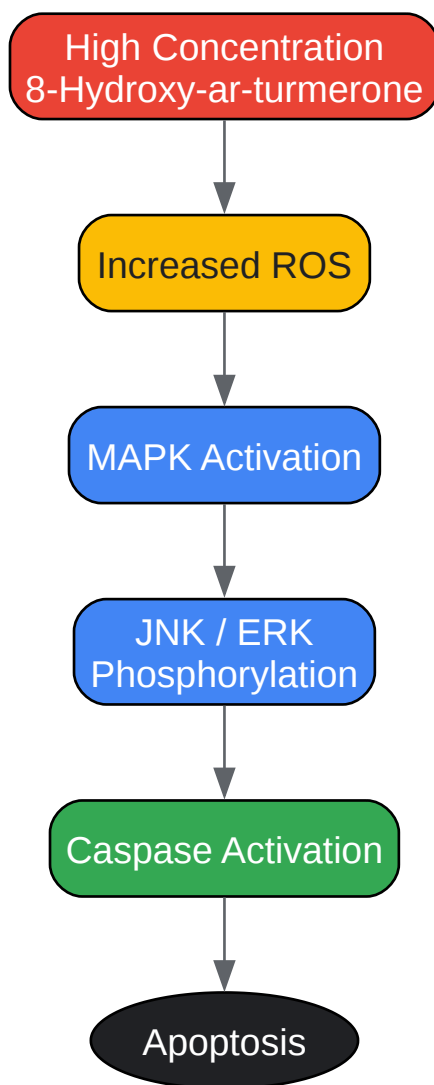 High Concentration
8-Hydroxy-ar-turmerone
Increased ROS
MAPK Activation
JNK / ERK
Phosphorylation
Caspase Activation
Apoptosis